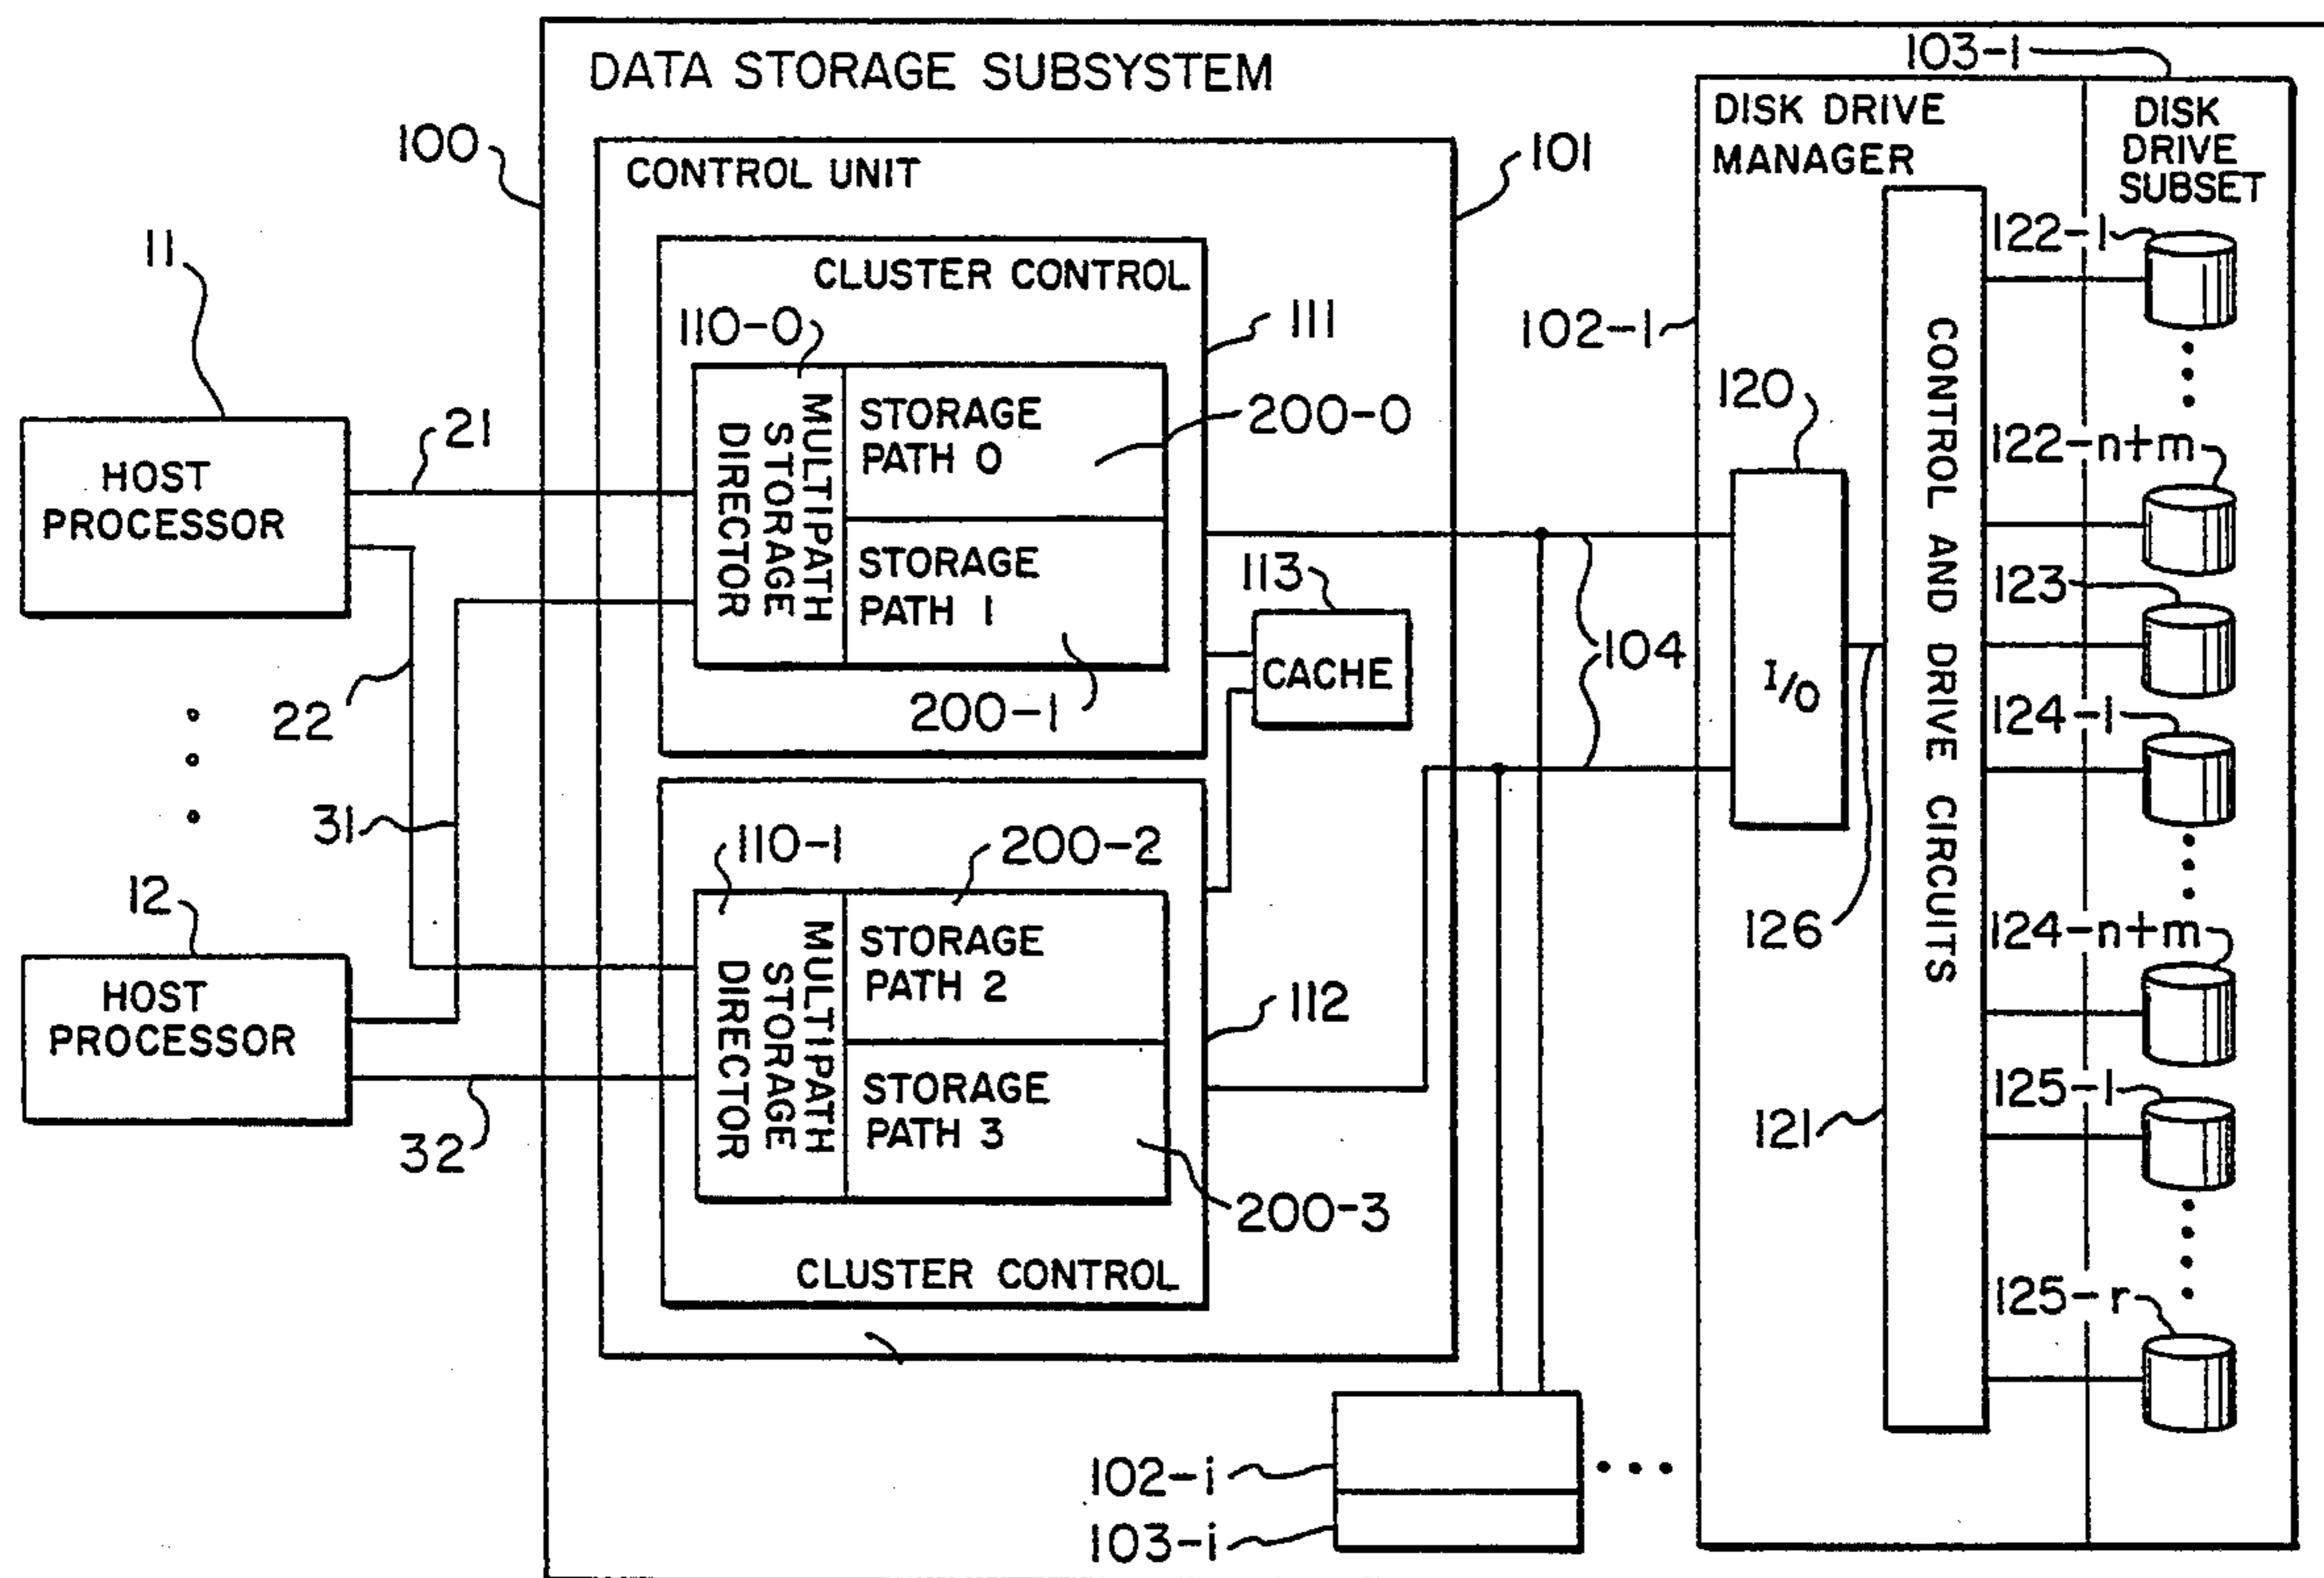 DATA STORAGE SUBSYSTEM
100
CONTROL UNIT
101
CLUSTER CONTROL
110-0
111
MULTIPATH
STORAGE
DIRECTOR
STORAGE
PATH 0
200-0
STORAGE
PATH 1
200-1
113
CACHE
104
11
HOST
PROCESSOR
21
22
31
12
HOST
PROCESSOR
32
110-1
200-2
MULTIPATH
STORAGE
DIRECTOR
STORAGE
PATH 2
112
STORAGE
PATH 3
200-3
CLUSTER CONTROL
102-i
103-i
103-1
DISK DRIVE
MANAGER
DISK
DRIVE
SUBSET
102-1
120
I/O
126
121
CONTROL AND DRIVE CIRCUITS
122-1
122-n+m
123
124-1
124-n+m
125-1
125-r